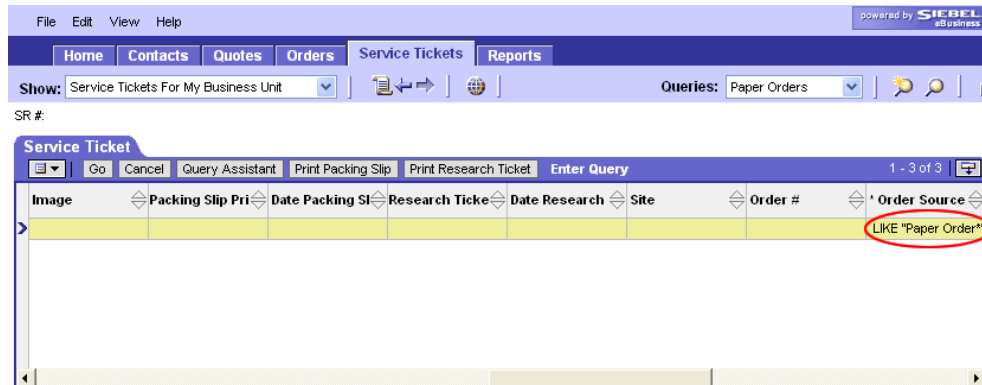 File Edit View Help
powered by SIEBEL
eBusiness
Home Contacts Quotes Orders Service Tickets Reports
Show: Service Tickets For My Business Unit Queries: Paper Orders
SR #:
Service Ticket
Go Cancel Query Assistant Print Packing Slip Print Research Ticket Enter Query 1 - 3 of 3
Image Packing Slip Pri Date Packing Sl Research Ticke Date Research Site Order # * Order Source
LIKE "Paper Order*"